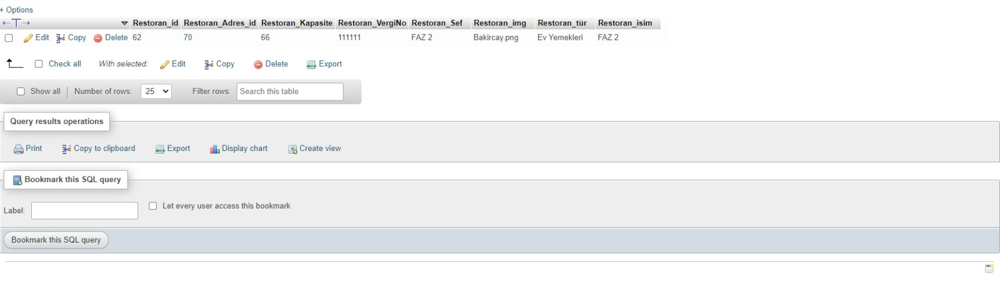 + Options
Restoran_id Restoran_Adres_id Restoran_Kapasite Restoran_VergiNo Restoran_Sef Restoran_img Restoran_tür Restoran_isim
Edit Copy Delete 62 70 66 111111 FAZ 2 Bakircay.png Ev Yemekleri FAZ 2
Check all With selected: Edit Copy Delete Export
Show all Number of rows: 25 Filter rows: Search this table
Query results operations
Print Copy to clipboard Export Display chart Create view
Bookmark this SQL query
Label: Let every user access this bookmark
Bookmark this SQL query